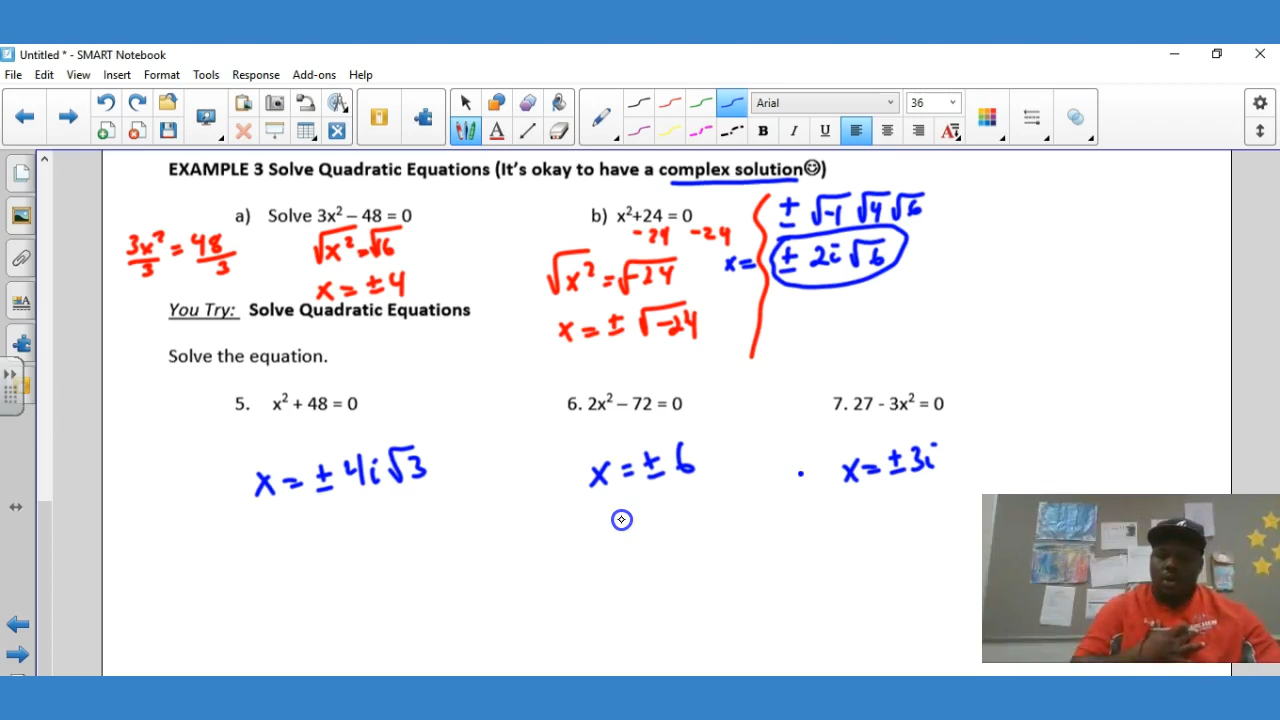 Untitled * - SMART Notebook
File Edit View Insert Format Tools Response Add-ons Help
Arial 36
B I U A
EXAMPLE 3 Solve Quadratic Equations (It's okay to have a complex solution☺)
a) Solve 3x² – 48 = 0
b) x²+24 = 0
± √-1 √4 √6
3x²/3 = 48/3
√x² = √16
-24 -24
x = ± 2i √6
x = ±4
√x² = √-24
x = ± √-24
You Try: Solve Quadratic Equations
Solve the equation.
5. x² + 48 = 0
6. 2x² – 72 = 0
7. 27 - 3x² = 0
x = ± 4i√3
x = ± 6
. x = ± 3i